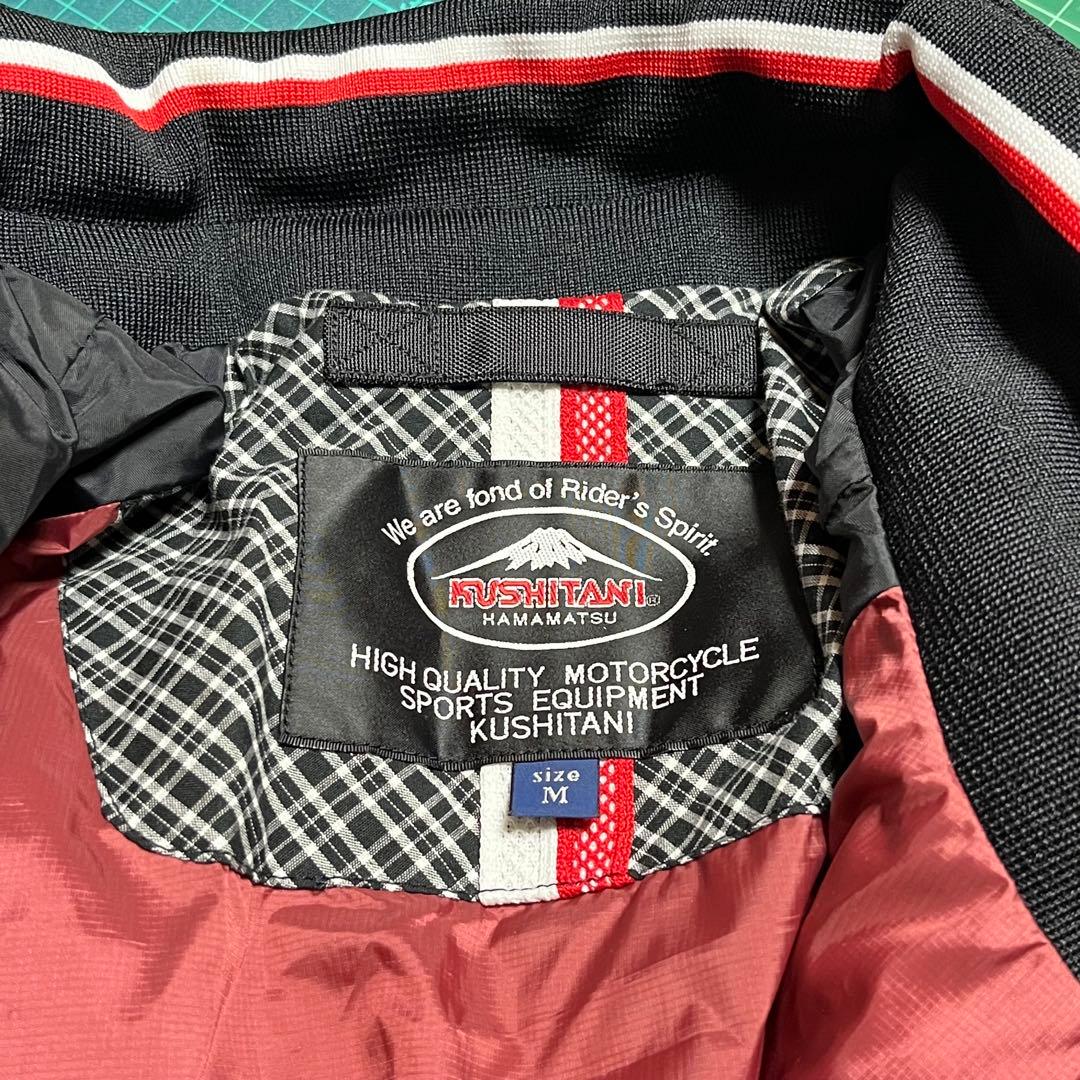 We are fond of Rider's Spirit.
KUSHITANI®
HAMAMATSU
HIGH QUALITY MOTORCYCLE
SPORTS EQUIPMENT
KUSHITANI
size
M